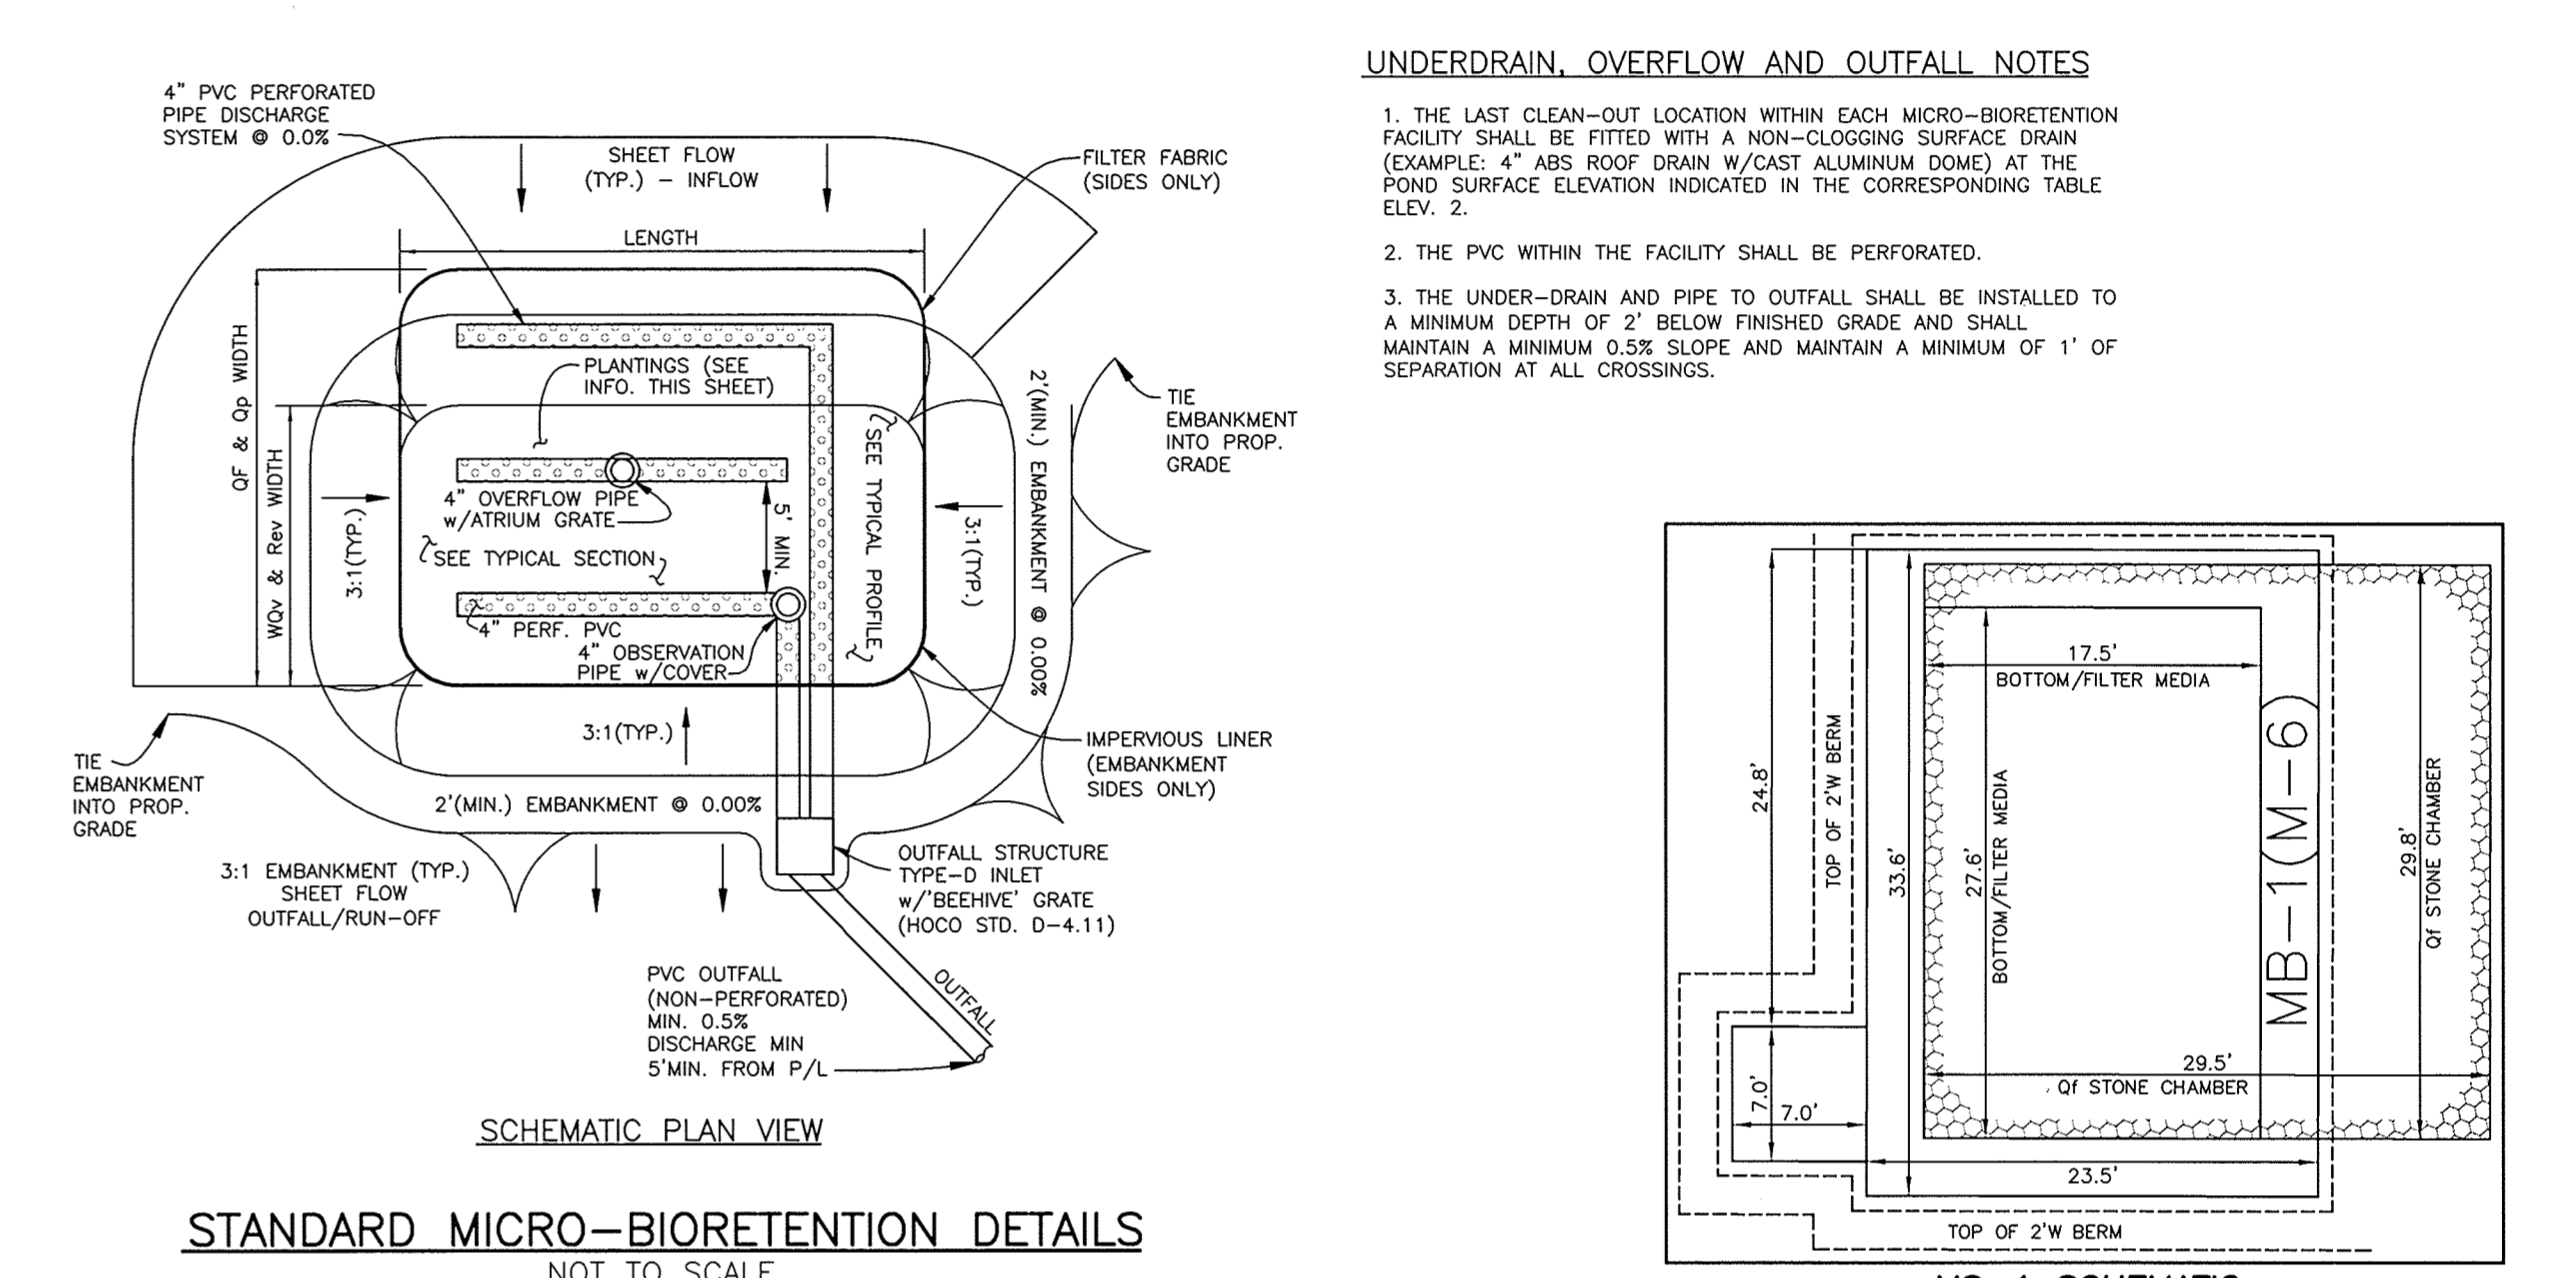 4" PVC PERFORATED
PIPE DISCHARGE
SYSTEM @ 0.0%
SHEET FLOW
(TYP.) – INFLOW
FILTER FABRIC
(SIDES ONLY)
LENGTH
QF & Qp WIDTH
WQv & Rev WIDTH
PLANTINGS (SEE
INFO. THIS SHEET)
2'(MIN.) EMBANKMENT @ 0.00%
TIE
EMBANKMENT
INTO PROP.
GRADE
4" OVERFLOW PIPE
w/ATRIUM GRATE
5' MIN.
SEE TYPICAL PROFILE
3:1(TYP.)
3:1(TYP.)
SEE TYPICAL SECTION
4" PERF. PVC
4" OBSERVATION
PIPE w/COVER
3:1(TYP.)
IMPERVIOUS LINER
(EMBANKMENT
SIDES ONLY)
TIE
EMBANKMENT
INTO PROP.
GRADE
2'(MIN.) EMBANKMENT @ 0.00%
3:1 EMBANKMENT (TYP.)
SHEET FLOW
OUTFALL/RUN-OFF
OUTFALL STRUCTURE
TYPE-D INLET
w/'BEEHIVE' GRATE
(HOCO STD. D-4.11)
PVC OUTFALL
(NON-PERFORATED)
MIN. 0.5%
DISCHARGE MIN
5'MIN. FROM P/L
OUTFALL
SCHEMATIC PLAN VIEW
STANDARD MICRO-BIORETENTION DETAILS
NOT TO SCALE
UNDERDRAIN, OVERFLOW AND OUTFALL NOTES
1. THE LAST CLEAN-OUT LOCATION WITHIN EACH MICRO-BIORETENTION
FACILITY SHALL BE FITTED WITH A NON-CLOGGING SURFACE DRAIN
(EXAMPLE: 4" ABS ROOF DRAIN W/CAST ALUMINUM DOME) AT THE
POND SURFACE ELEVATION INDICATED IN THE CORRESPONDING TABLE
ELEV. 2.
2. THE PVC WITHIN THE FACILITY SHALL BE PERFORATED.
3. THE UNDER-DRAIN AND PIPE TO OUTFALL SHALL BE INSTALLED TO
A MINIMUM DEPTH OF 2' BELOW FINISHED GRADE AND SHALL
MAINTAIN A MINIMUM 0.5% SLOPE AND MAINTAIN A MINIMUM OF 1' OF
SEPARATION AT ALL CROSSINGS.
24.8'
TOP OF 2'W BERM
33.6'
27.6'
BOTTOM/FILTER MEDIA
17.5'
BOTTOM/FILTER MEDIA
MB-1(M-6)
29.8'
Qf STONE CHAMBER
29.5'
Qf STONE CHAMBER
7.0'
7.0'
23.5'
TOP OF 2'W BERM